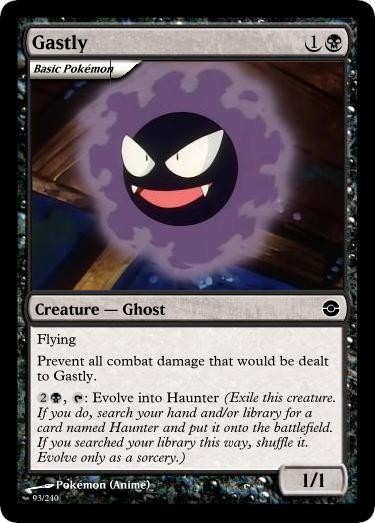 Gastly 1
Basic Pokémon
Creature — Ghost
Flying
Prevent all combat damage that would be dealt
to Gastly.
2, : Evolve into Haunter (Exile this creature.
If you do, search your hand and/or library for a
card named Haunter and put it onto the battlefield.
If you searched your library this way, shuffle it.
Evolve only as a sorcery.)
1/1
Pokémon (Anime)
93/240